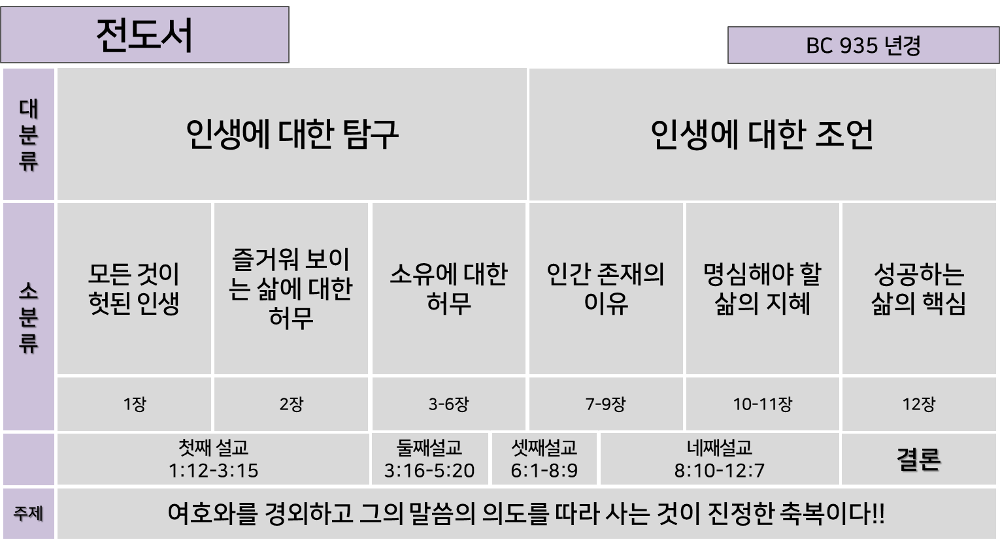 전도서
BC 935 년경
대
분
류
인생에 대한 탐구
인생에 대한 조언
소
분
류
모든 것이
헛된 인생
즐거워 보이
는 삶에 대한
허무
소유에 대한
허무
인간 존재의
이유
명심해야 할
삶의 지혜
성공하는
삶의 핵심
1장
2장
3-6장
7-9장
10-11장
12장
첫째 설교
1:12-3:15
둘째설교
3:16-5:20
셋째설교
6:1-8:9
네째설교
8:10-12:7
결론
주제
여호와를 경외하고 그의 말씀의 의도를 따라 사는 것이 진정한 축복이다!!